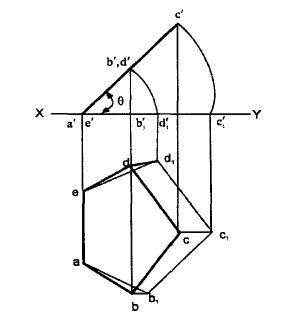 c'
b',d'
θ
X Y
a' e' b'₁ d'₁ c'₁
d d₁
e
c c₁
a
b b₁